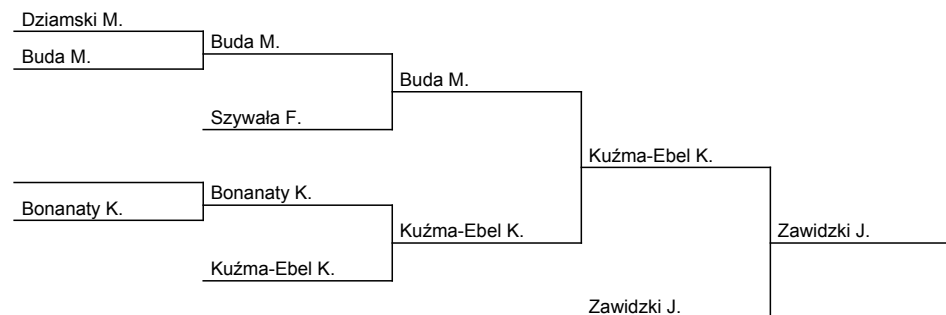 Dziamski M.
Buda M.
Buda M.
Buda M.
Szywała F.
Kuźma-Ebel K.
Bonanaty K.
Bonanaty K.
Kuźma-Ebel K.
Zawidzki J.
Kuźma-Ebel K.
Zawidzki J.